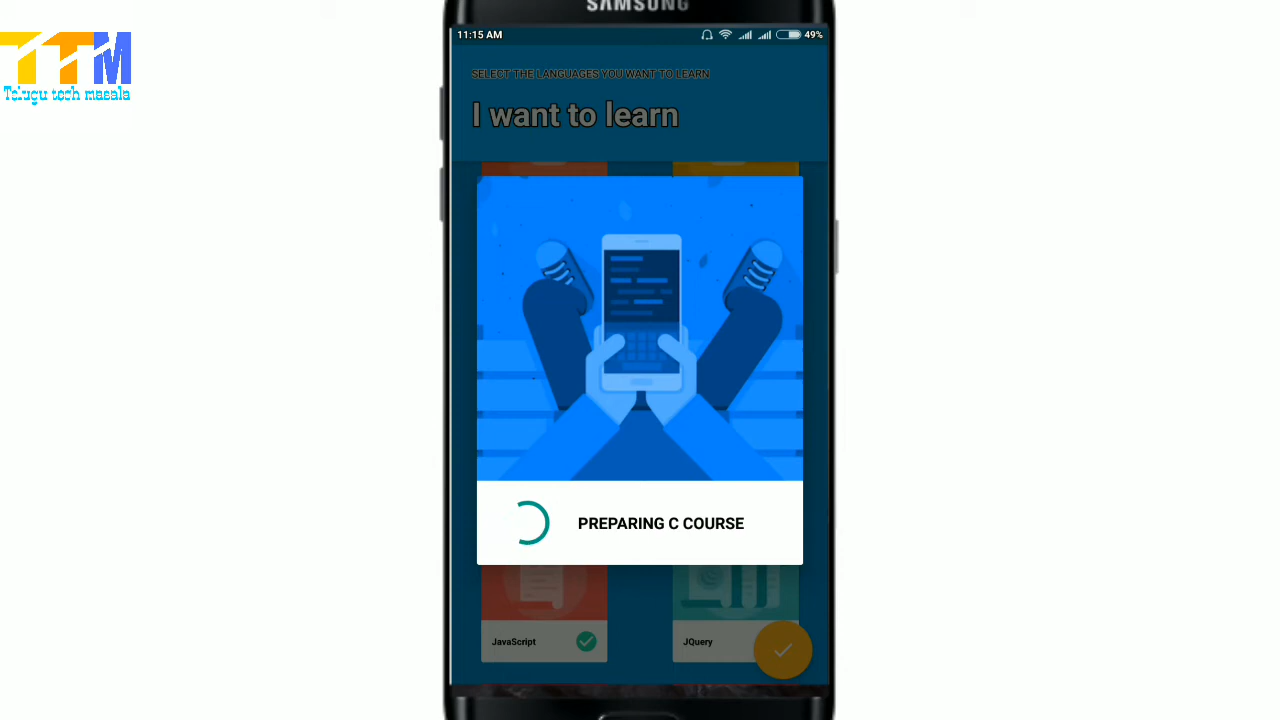 SAMSUNG
TTM
Telugu tech masala
11:15 AM
49%
SELECT THE LANGUAGES YOU WANT TO LEARN
I want to learn
PREPARING C COURSE
JavaScript
JQuery